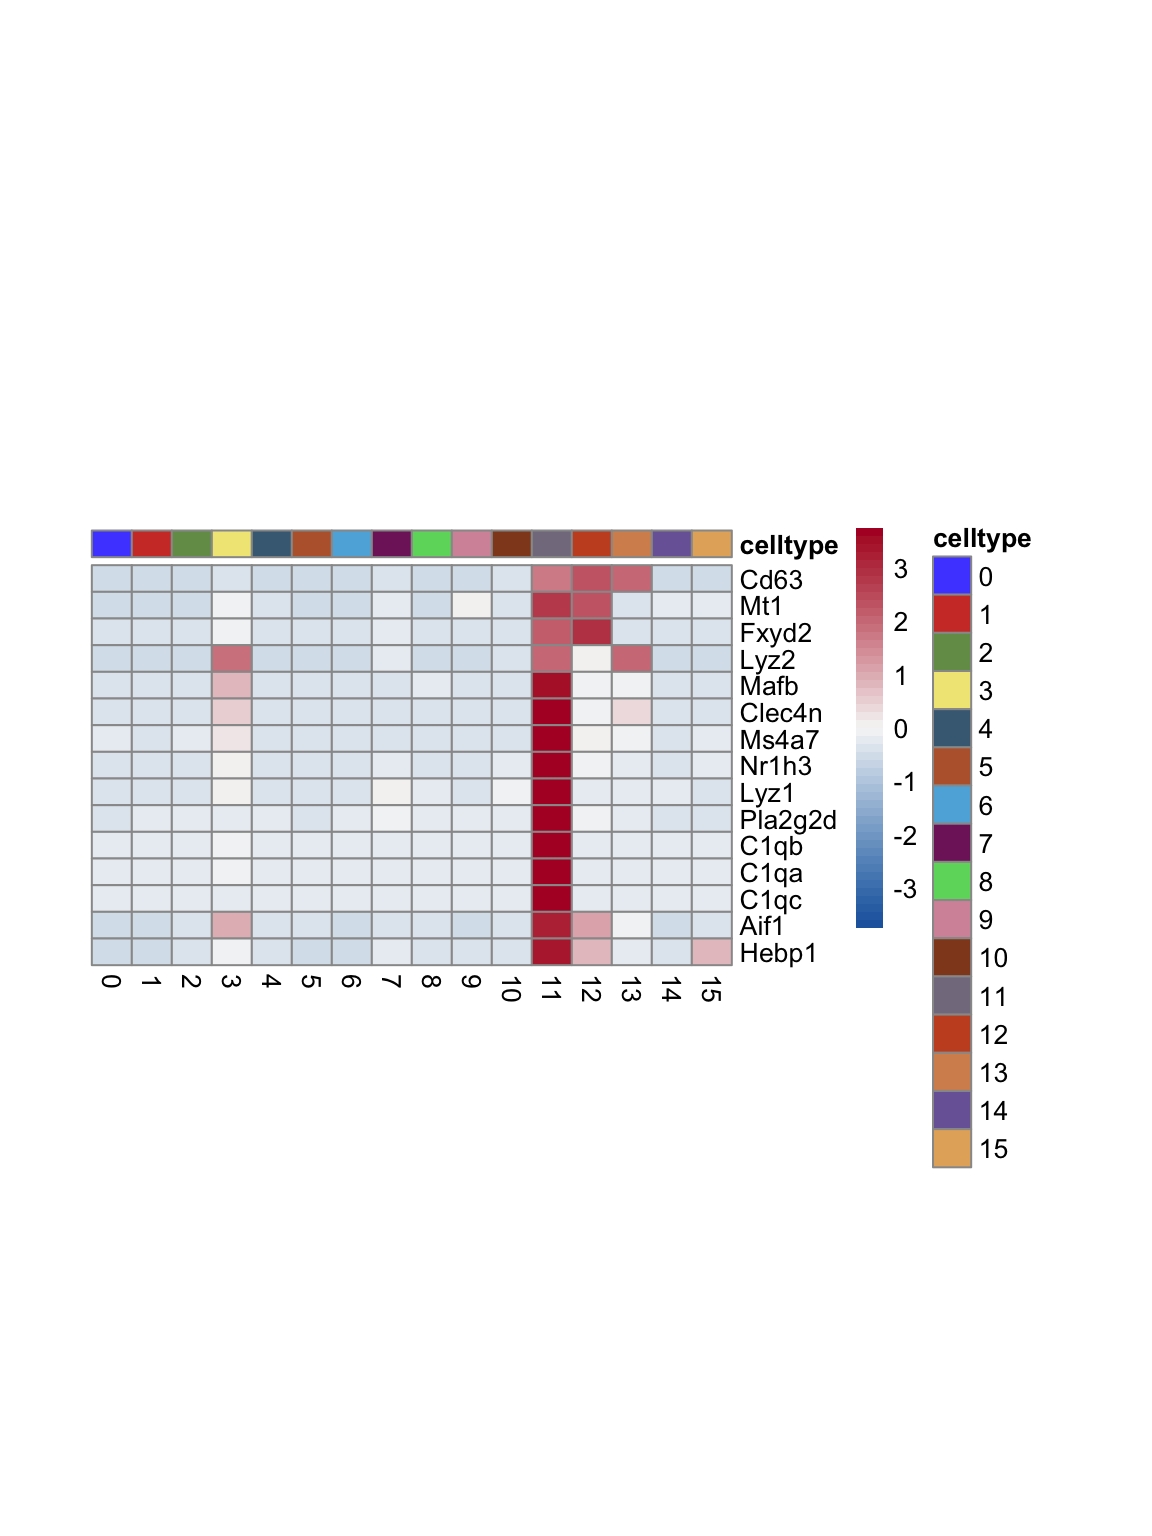 celltype
Cd63
Mt1
Fxyd2
Lyz2
Mafb
Clec4n
Ms4a7
Nr1h3
Lyz1
Pla2g2d
C1qb
C1qa
C1qc
Aif1
Hebp1
0 1 2 3 4 5 6 7 8 9 10 11 12 13 14 15
3
2
1
0
-1
-2
-3
celltype
0
1
2
3
4
5
6
7
8
9
10
11
12
13
14
15